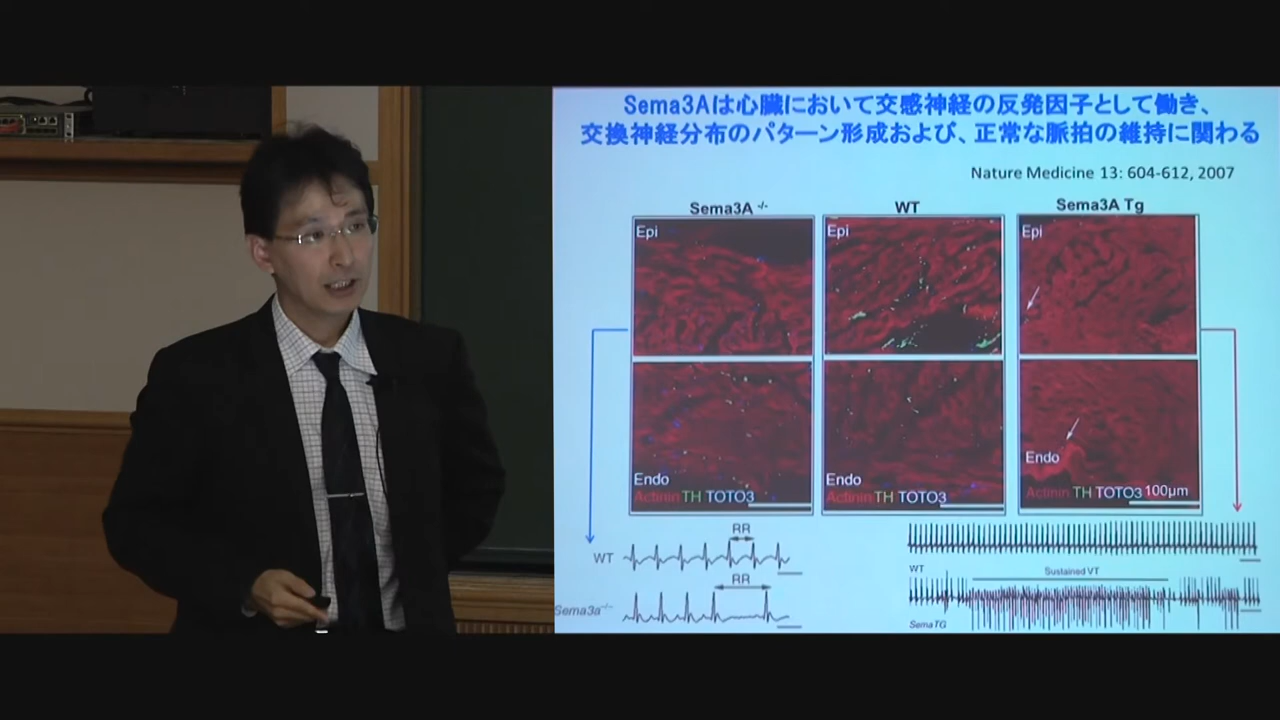 Sema3Aは心臓において交感神経の反発因子として働き、
交換神経分布のパターン形成および、正常な脈拍の維持に関わる
Nature Medicine 13: 604-612, 2007
Sema3A -/- WT Sema3A Tg
Epi Epi Epi
Endo Endo Endo
Actinin TH TOTO3 Actinin TH TOTO3 Actinin TH TOTO3 100μm
RR
WT
RR
Sema3a-/-
WT
Sustained VT
SemaTG